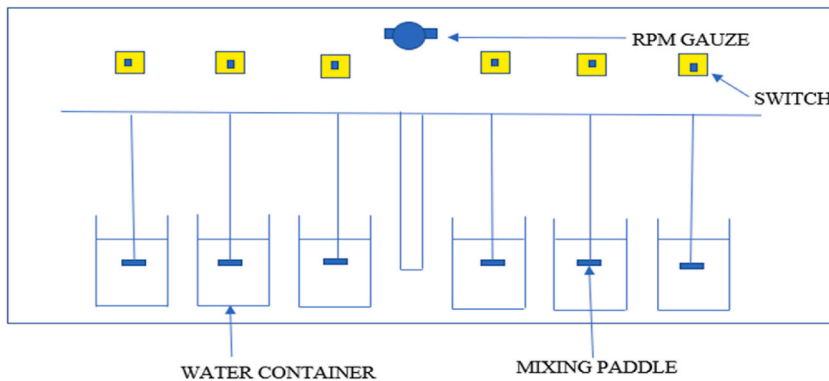 RPM GAUZE
SWITCH
WATER CONTAINER
MIXING PADDLE